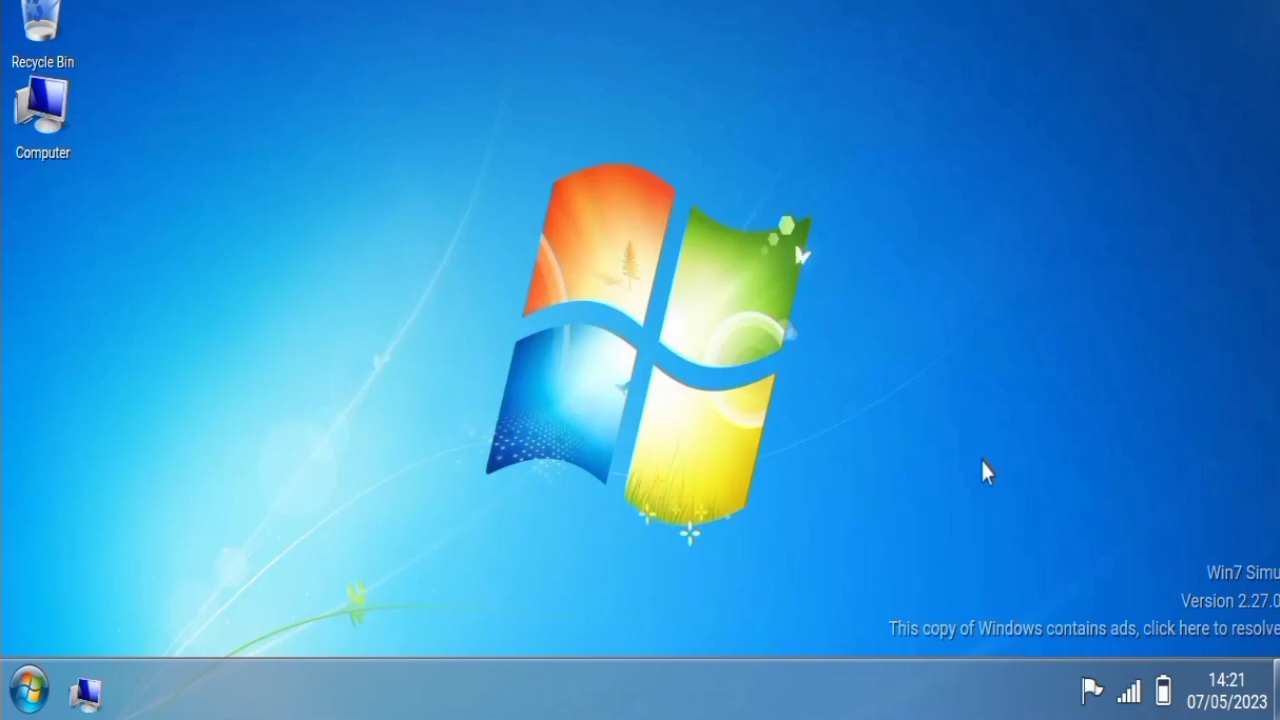 Recycle Bin
Computer
Win7 Simu
Version 2.27.0
This copy of Windows contains ads, click here to resolve
14:21
07/05/2023